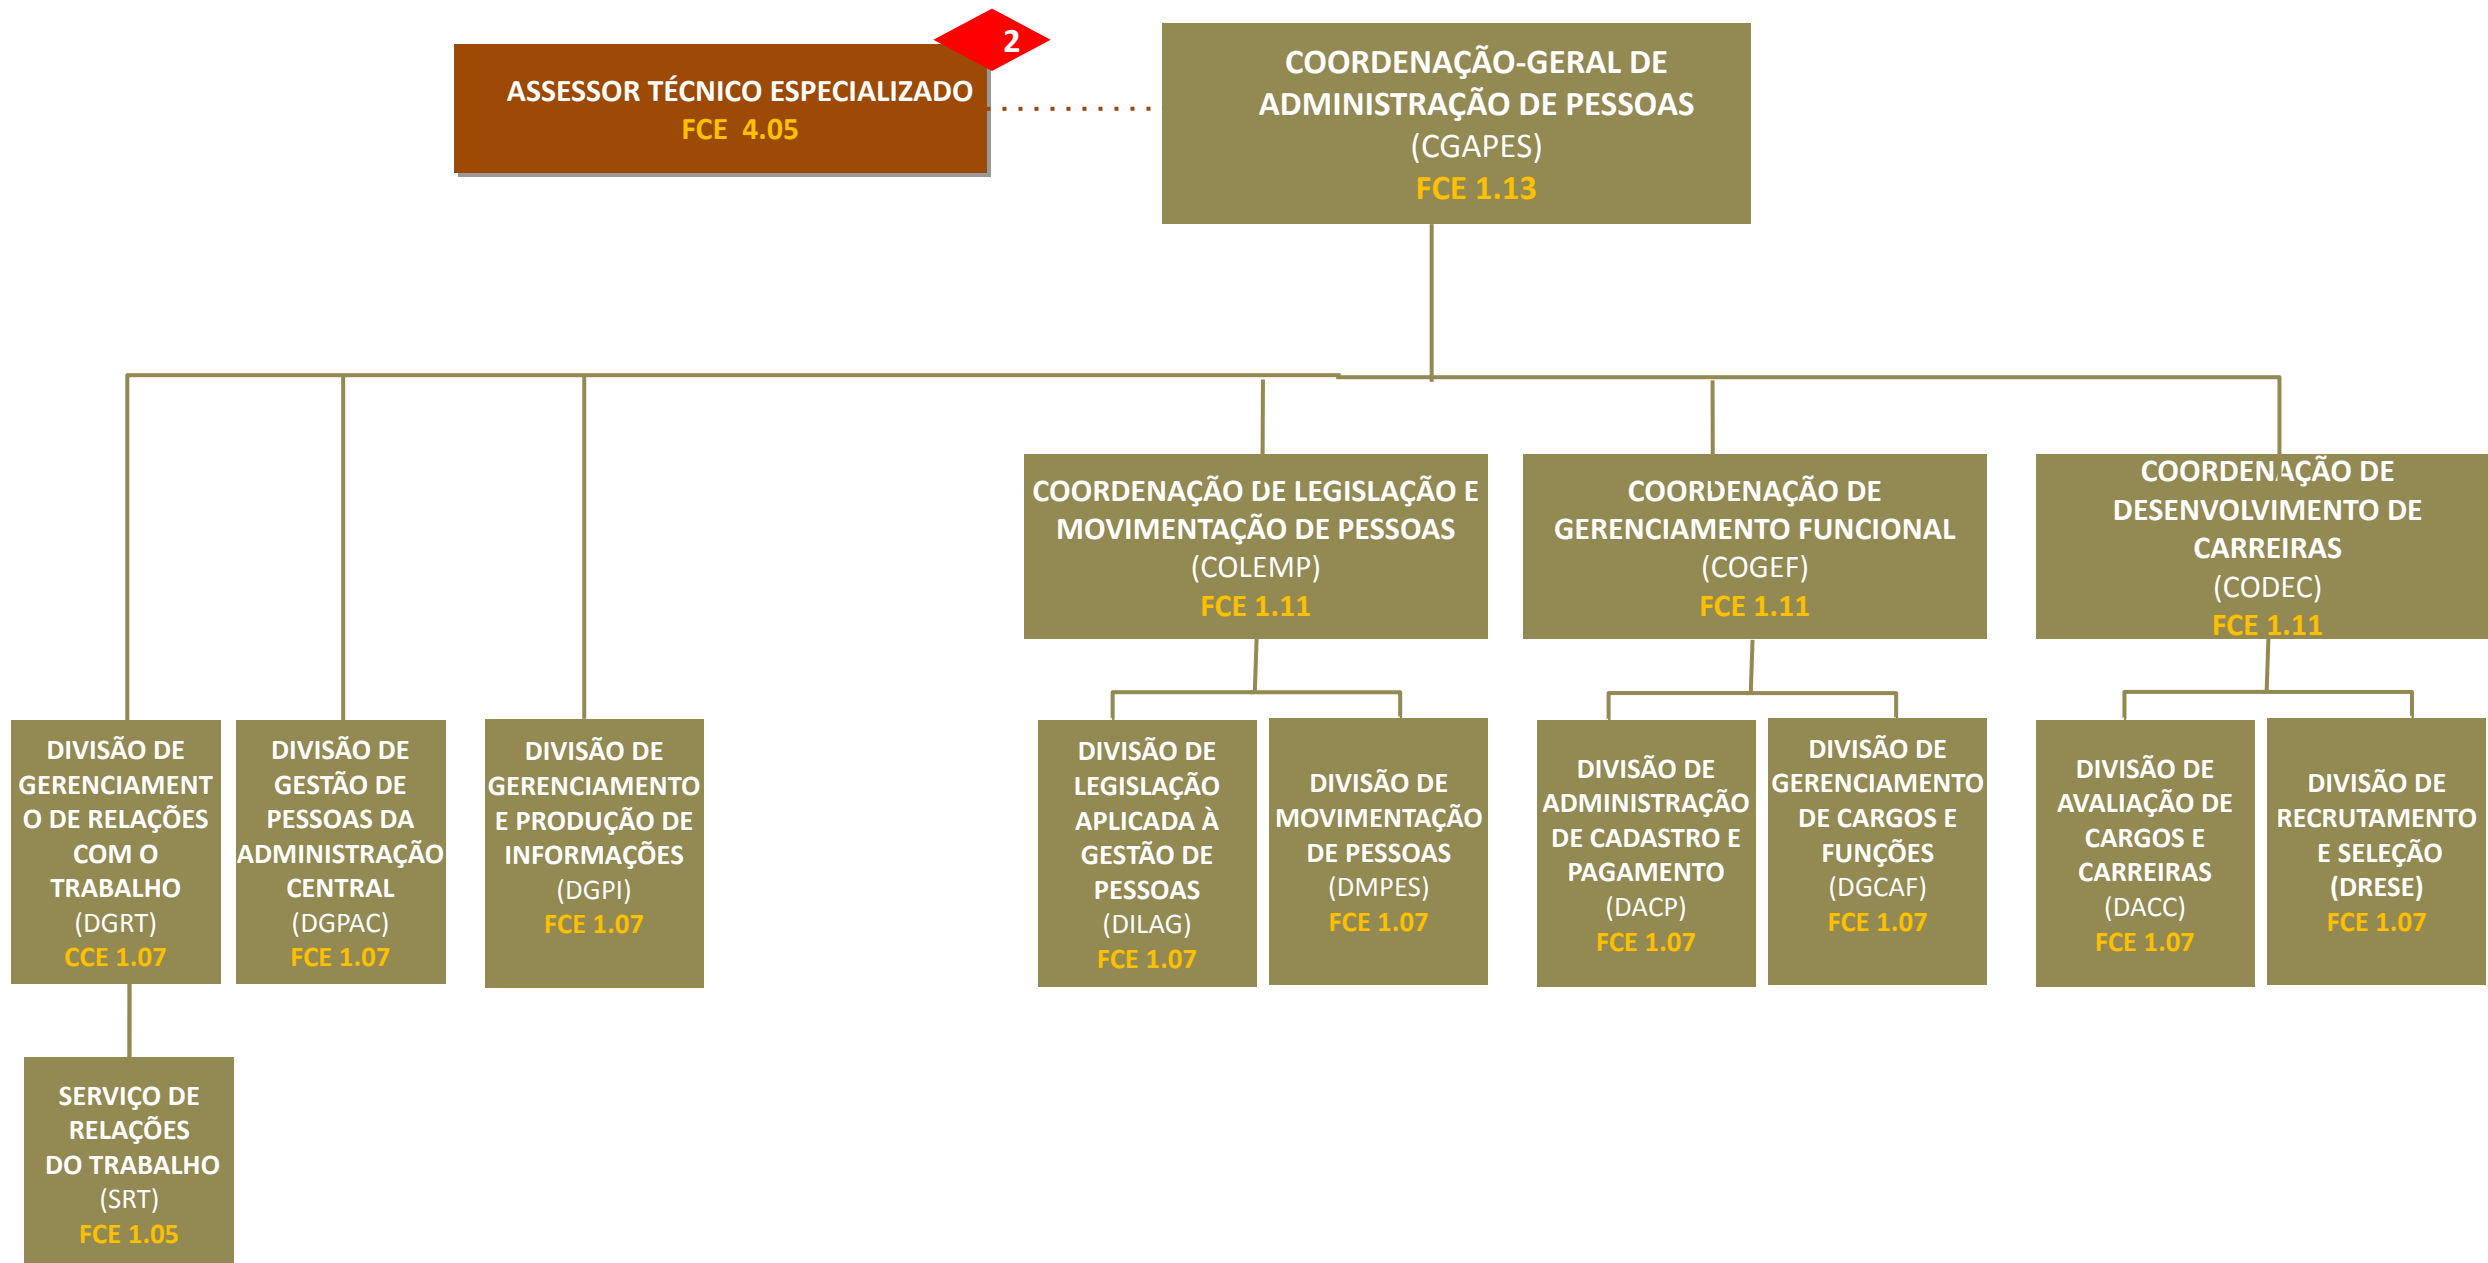 2
ASSESSOR TÉCNICO ESPECIALIZADO
FCE 4.05
COORDENAÇÃO-GERAL DE
ADMINISTRAÇÃO DE PESSOAS
(CGAPES)
FCE 1.13
COORDENAÇÃO DE LEGISLAÇÃO E
MOVIMENTAÇÃO DE PESSOAS
(COLEMP)
FCE 1.11
COORDENAÇÃO DE
GERENCIAMENTO FUNCIONAL
(COGEF)
FCE 1.11
COORDENAÇÃO DE
DESENVOLVIMENTO DE
CARREIRAS
(CODEC)
FCE 1.11
DIVISÃO DE
GERENCIAMENT
O DE RELAÇÕES
COM O
TRABALHO
(DGRT)
CCE 1.07
DIVISÃO DE
GESTÃO DE
PESSOAS DA
ADMINISTRAÇÃO
CENTRAL
(DGPAC)
FCE 1.07
DIVISÃO DE
GERENCIAMENTO
E PRODUÇÃO DE
INFORMAÇÕES
(DGPI)
FCE 1.07
DIVISÃO DE
LEGISLAÇÃO
APLICADA À
GESTÃO DE
PESSOAS
(DILAG)
FCE 1.07
DIVISÃO DE
MOVIMENTAÇÃO
DE PESSOAS
(DMPES)
FCE 1.07
DIVISÃO DE
ADMINISTRAÇÃO
DE CADASTRO E
PAGAMENTO
(DACP)
FCE 1.07
DIVISÃO DE
GERENCIAMENTO
DE CARGOS E
FUNÇÕES
(DGCAF)
FCE 1.07
DIVISÃO DE
AVALIAÇÃO DE
CARGOS E
CARREIRAS
(DACC)
FCE 1.07
DIVISÃO DE
RECRUTAMENTO
E SELEÇÃO
(DRESE)
FCE 1.07
SERVIÇO DE
RELAÇÕES
DO TRABALHO
(SRT)
FCE 1.05